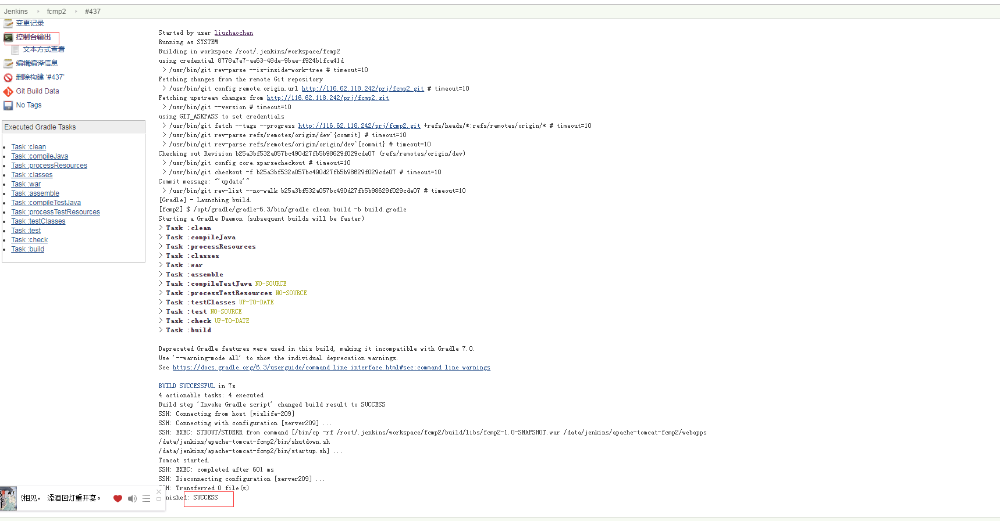 Jenkins fcmp2 #437
变更记录
控制台输出
文本方式查看
编辑编译信息
删除构建 '#437'
Git Build Data
No Tags
Executed Gradle Tasks
Task :clean
Task :compileJava
Task :processResources
Task :classes
Task :war
Task :assemble
Task :compileTestJava
Task :processTestResources
Task :testClasses
Task :test
Task :check
Task :build
Started by user liuzhaochen
Running as SYSTEM
Building in workspace /root/.jenkins/workspace/fcmp2
using credential 8778a7e7-ae63-48de-9bae-f924b1fca41d
> /usr/bin/git rev-parse --is-inside-work-tree # timeout=10
Fetching changes from the remote Git repository
> /usr/bin/git config remote.origin.url http://116.62.118.242/prj/fcmp2.git # timeout=10
Fetching upstream changes from http://116.62.118.242/prj/fcmp2.git
> /usr/bin/git --version # timeout=10
using GIT_ASKPASS to set credentials
> /usr/bin/git fetch --tags --progress http://116.62.118.242/prj/fcmp2.git +refs/heads/*:refs/remotes/origin/* # timeout=10
> /usr/bin/git rev-parse refs/remotes/origin/dev^{commit} # timeout=10
> /usr/bin/git rev-parse refs/remotes/origin/origin/dev^{commit} # timeout=10
Checking out Revision b25a3bf532a057bc490d27fb5b98629f029cde07 (refs/remotes/origin/dev)
> /usr/bin/git config core.sparsecheckout # timeout=10
> /usr/bin/git checkout -f b25a3bf532a057bc490d27fb5b98629f029cde07 # timeout=10
Commit message: "'update'"
> /usr/bin/git rev-list --no-walk b25a3bf532a057bc490d27fb5b98629f029cde07 # timeout=10
[Gradle] - Launching build.
[fcmp2] $ /opt/gradle/gradle-6.3/bin/gradle clean build -b build.gradle
Starting a Gradle Daemon (subsequent builds will be faster)
> Task :clean
> Task :compileJava
> Task :processResources
> Task :classes
> Task :war
> Task :assemble
> Task :compileTestJava NO-SOURCE
> Task :processTestResources NO-SOURCE
> Task :testClasses UP-TO-DATE
> Task :test NO-SOURCE
> Task :check UP-TO-DATE
> Task :build
Deprecated Gradle features were used in this build, making it incompatible with Gradle 7.0.
Use '--warning-mode all' to show the individual deprecation warnings.
See https://docs.gradle.org/6.3/userguide/command_line_interface.html#sec:command_line_warnings
BUILD SUCCESSFUL in 7s
4 actionable tasks: 4 executed
Build step 'Invoke Gradle script' changed build result to SUCCESS
SSH: Connecting from host [wislife-209]
SSH: Connecting with configuration [server209] ...
SSH: EXEC: STDOUT/STDERR from command [/bin/cp -rf /root/.jenkins/workspace/fcmp2/build/libs/fcmp2-1.0-SNAPSHOT.war /data/jenkins/apache-tomcat-fcmp2/webapps
/data/jenkins/apache-tomcat-fcmp2/bin/shutdown.sh
/data/jenkins/apache-tomcat-fcmp2/bin/startup.sh] ...
Tomcat started.
SSH: EXEC: completed after 601 ms
SSH: Disconnecting configuration [server209] ...
SH: Transferred 0 file(s)
nished: SUCCESS
相见， 添酒回灯重开宴。